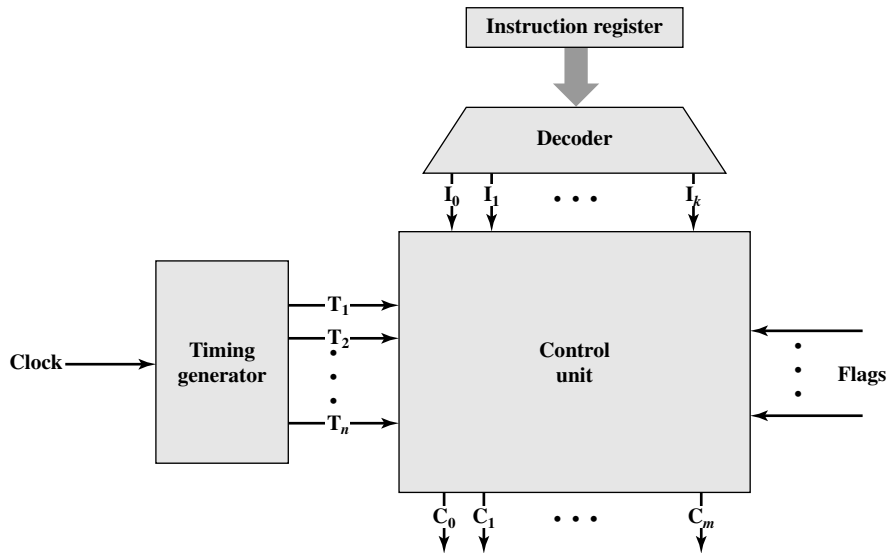 Instruction register
Decoder
I0 I1 • • • Ik
T1
T2
•
•
•
Tn
Clock
Timing
generator
Control
unit
•
•
•
Flags
C0 C1 • • • Cm